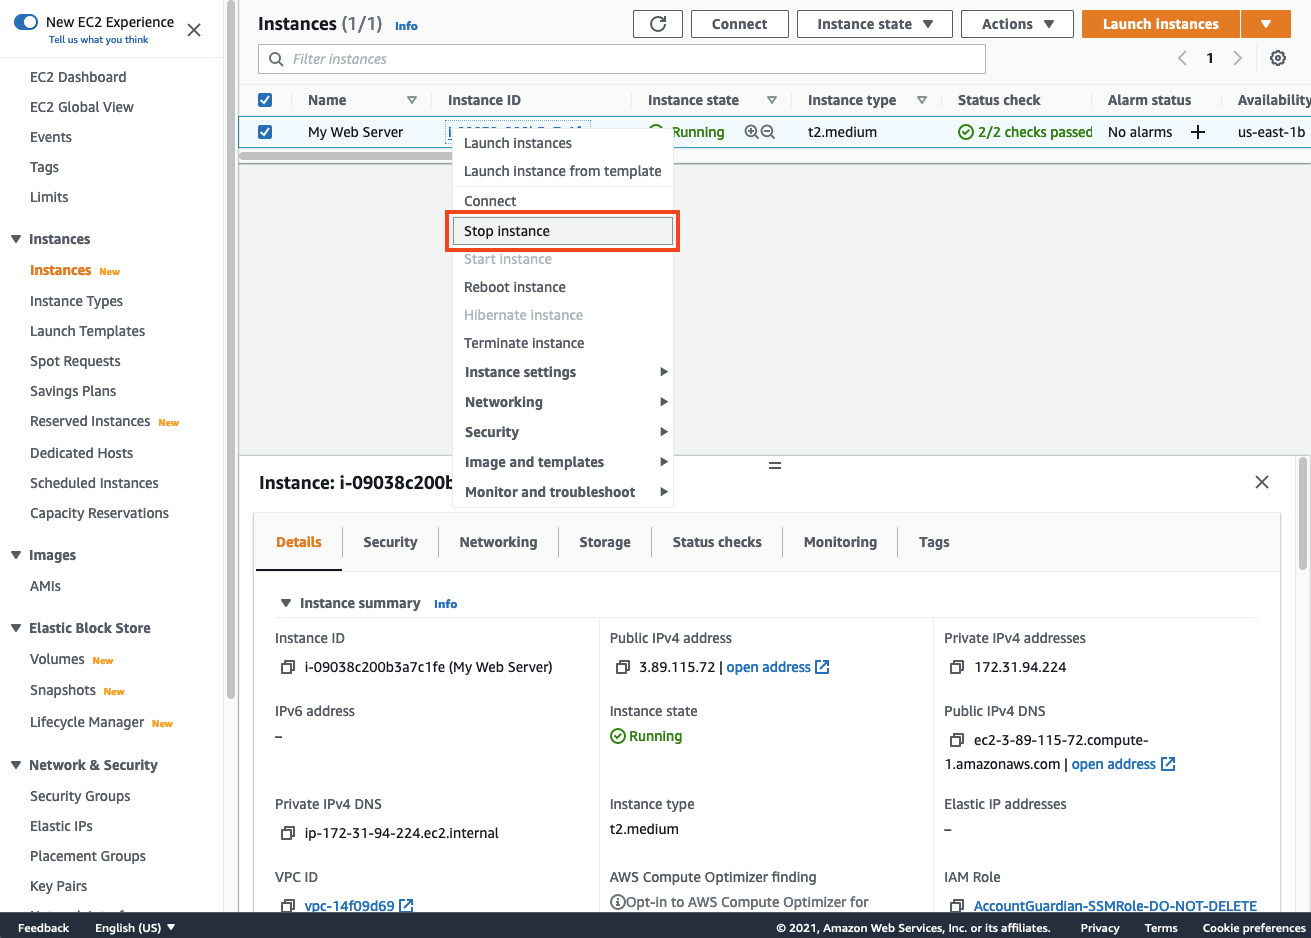 New EC2 Experience
Tell us what you think
EC2 Dashboard
EC2 Global View
Events
Tags
Limits
Instances
Instances New
Instance Types
Launch Templates
Spot Requests
Savings Plans
Reserved Instances New
Dedicated Hosts
Scheduled Instances
Capacity Reservations
Images
AMIs
Elastic Block Store
Volumes New
Snapshots New
Lifecycle Manager New
Network & Security
Security Groups
Elastic IPs
Placement Groups
Key Pairs
Instances (1/1) Info
Connect
Instance state
Actions
Launch instances
Filter instances
1
Name Instance ID Instance state Instance type Status check Alarm status Availability
My Web Server Running t2.medium 2/2 checks passed No alarms + us-east-1b
Launch instances
Launch instance from template
Connect
Stop instance
Start instance
Reboot instance
Hibernate instance
Terminate instance
Instance settings
Networking
Security
Image and templates
Monitor and troubleshoot
Instance: i-09038c200b
Details Security Networking Storage Status checks Monitoring Tags
Instance summary Info
Instance ID
i-09038c200b3a7c1fe (My Web Server)
Public IPv4 address
3.89.115.72 | open address
Private IPv4 addresses
172.31.94.224
IPv6 address
–
Instance state
Running
Public IPv4 DNS
ec2-3-89-115-72.compute-
1.amazonaws.com | open address
Private IPv4 DNS
ip-172-31-94-224.ec2.internal
Instance type
t2.medium
Elastic IP addresses
–
VPC ID
vpc-14f09d69
AWS Compute Optimizer finding
Opt-in to AWS Compute Optimizer for
IAM Role
AccountGuardian-SSMRole-DO-NOT-DELETE
Feedback English (US) © 2021, Amazon Web Services, Inc. or its affiliates. Privacy Terms Cookie preferences